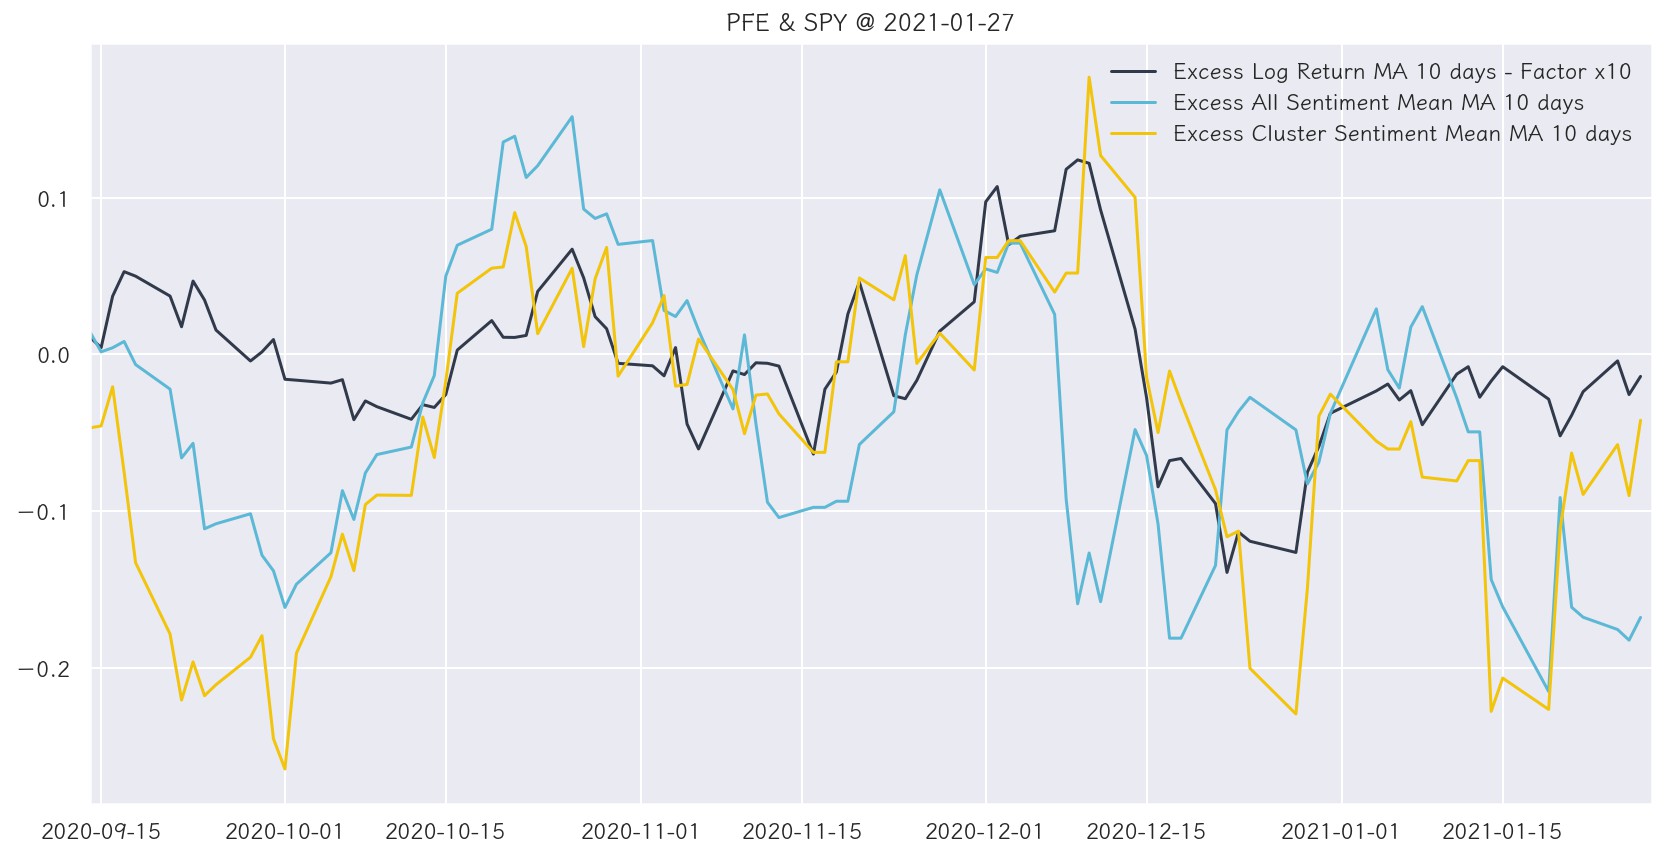 PFE & SPY @ 2021-01-27
Excess Log Return MA 10 days - Factor x10
Excess All Sentiment Mean MA 10 days
Excess Cluster Sentiment Mean MA 10 days
0.1
0.0
−0.1
−0.2
2020-09-15 2020-10-01 2020-10-15 2020-11-01 2020-11-15 2020-12-01 2020-12-15 2021-01-01 2021-01-15